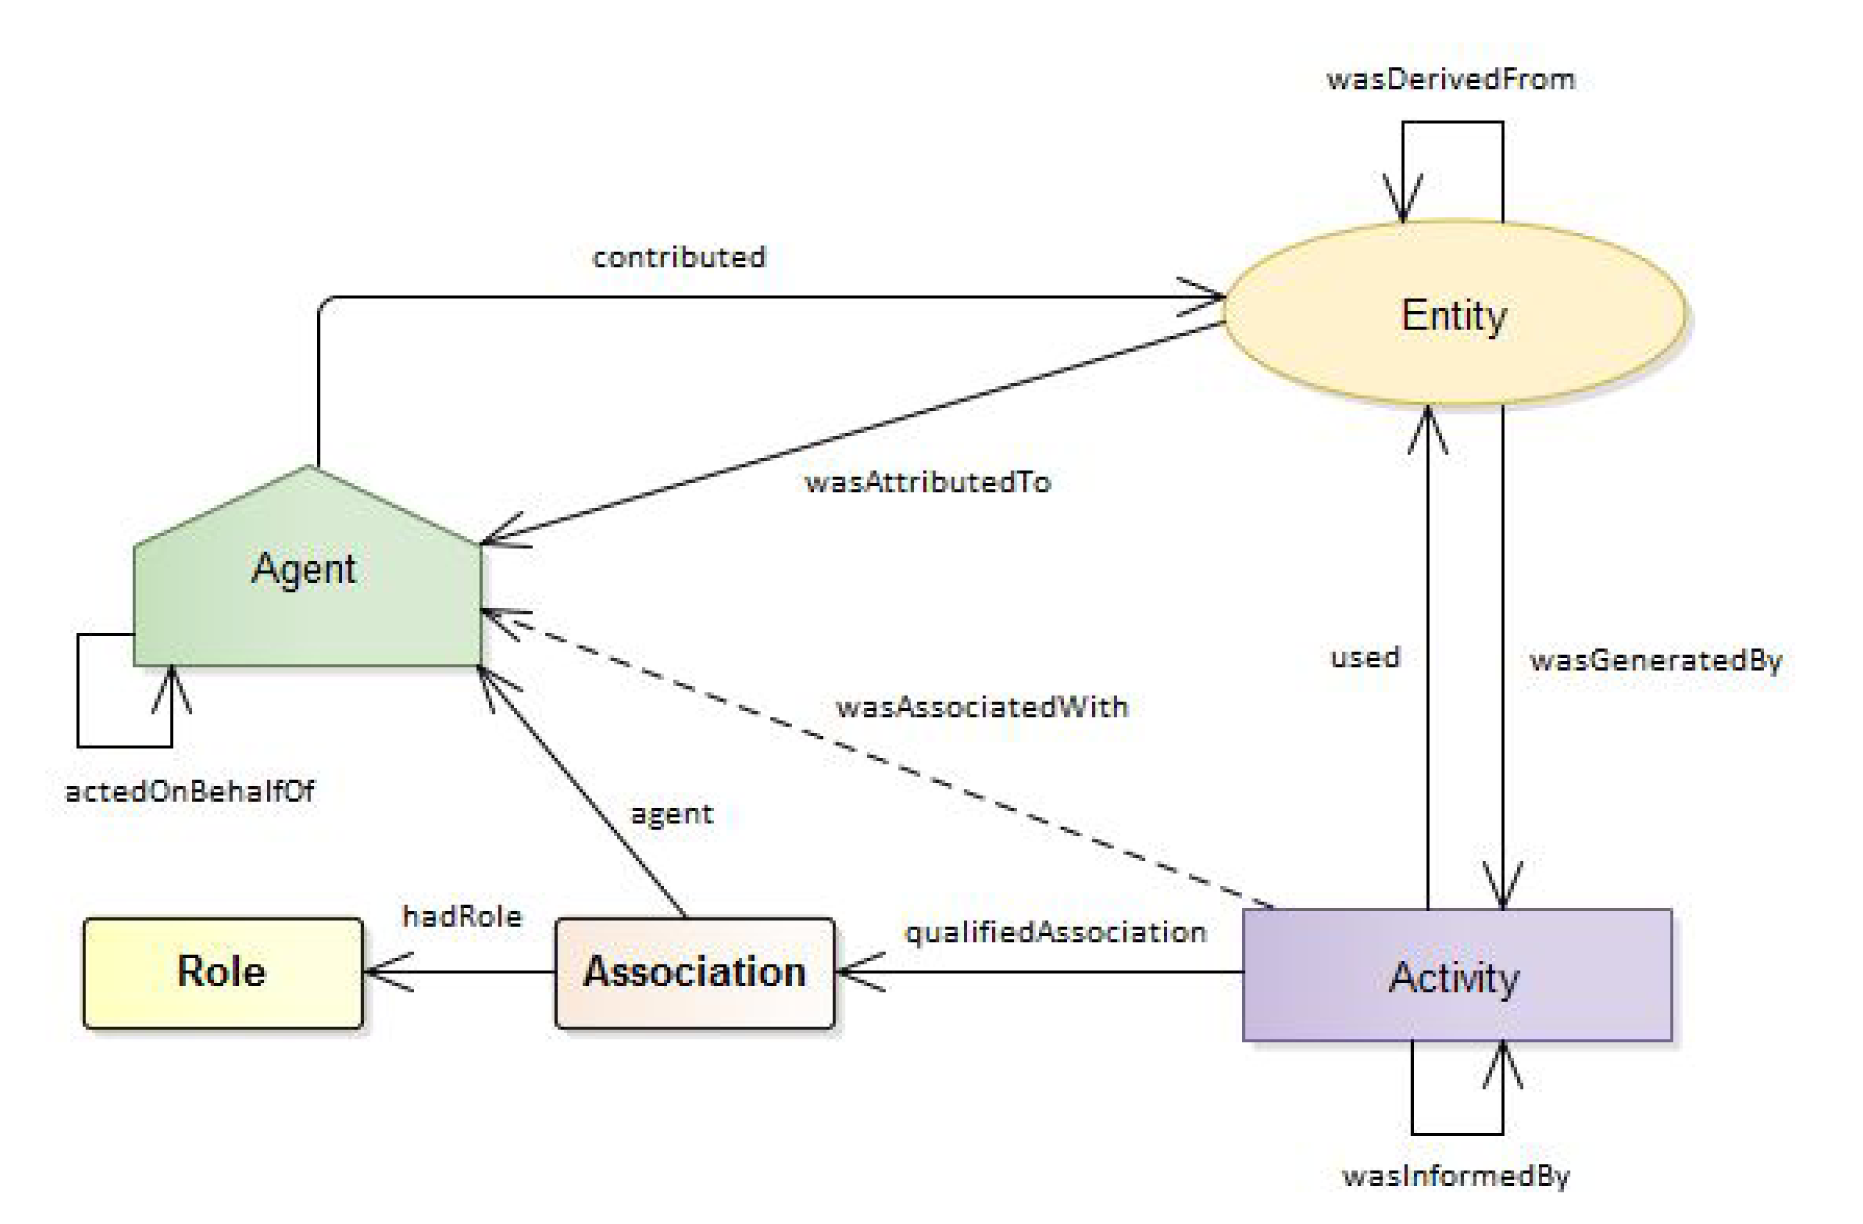 wasDerivedFrom
contributed
Entity
wasAttributedTo
Agent
used
wasGeneratedBy
wasAssociatedWith
actedOnBehalfOf
agent
hadRole
qualifiedAssociation
Role
Association
Activity
wasInformedBy